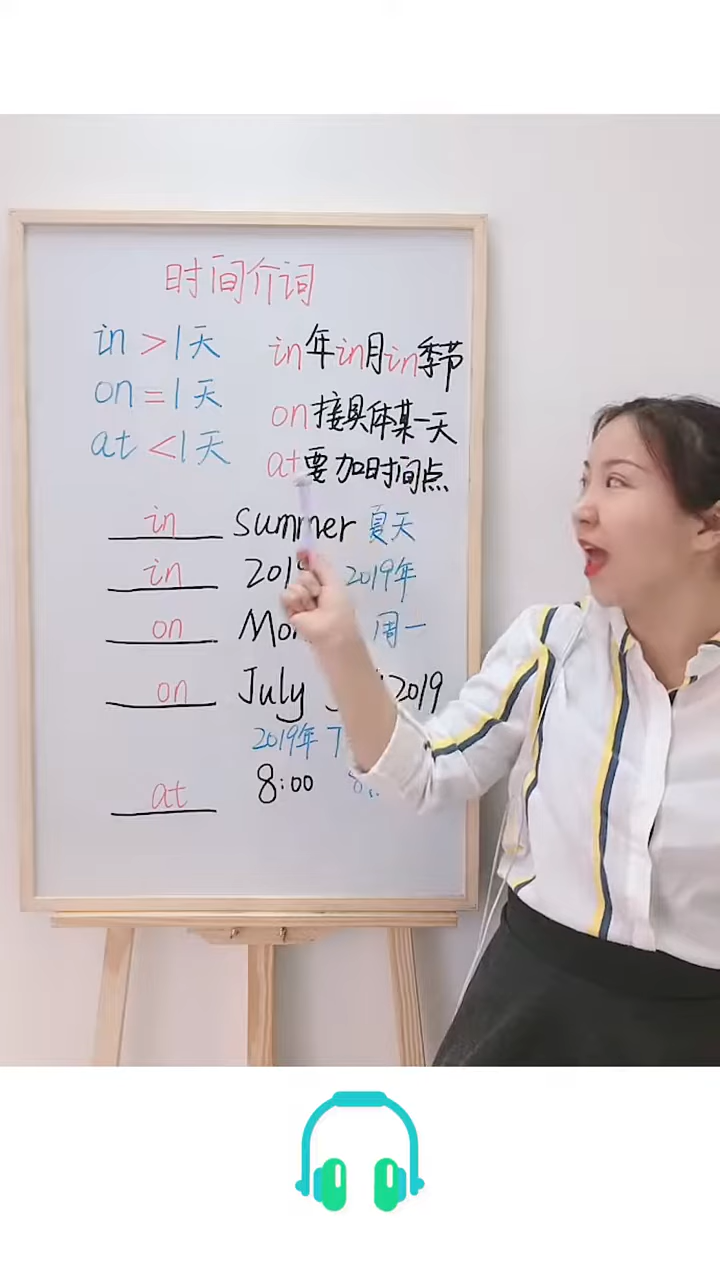 时间介词
in > 1天
on = 1天
at < 1天
in年in月in季节
on接具体某一天
at要加时间点
in summer 夏天
in 2019年
on 周一
on July 2019
2019年
at 8:00